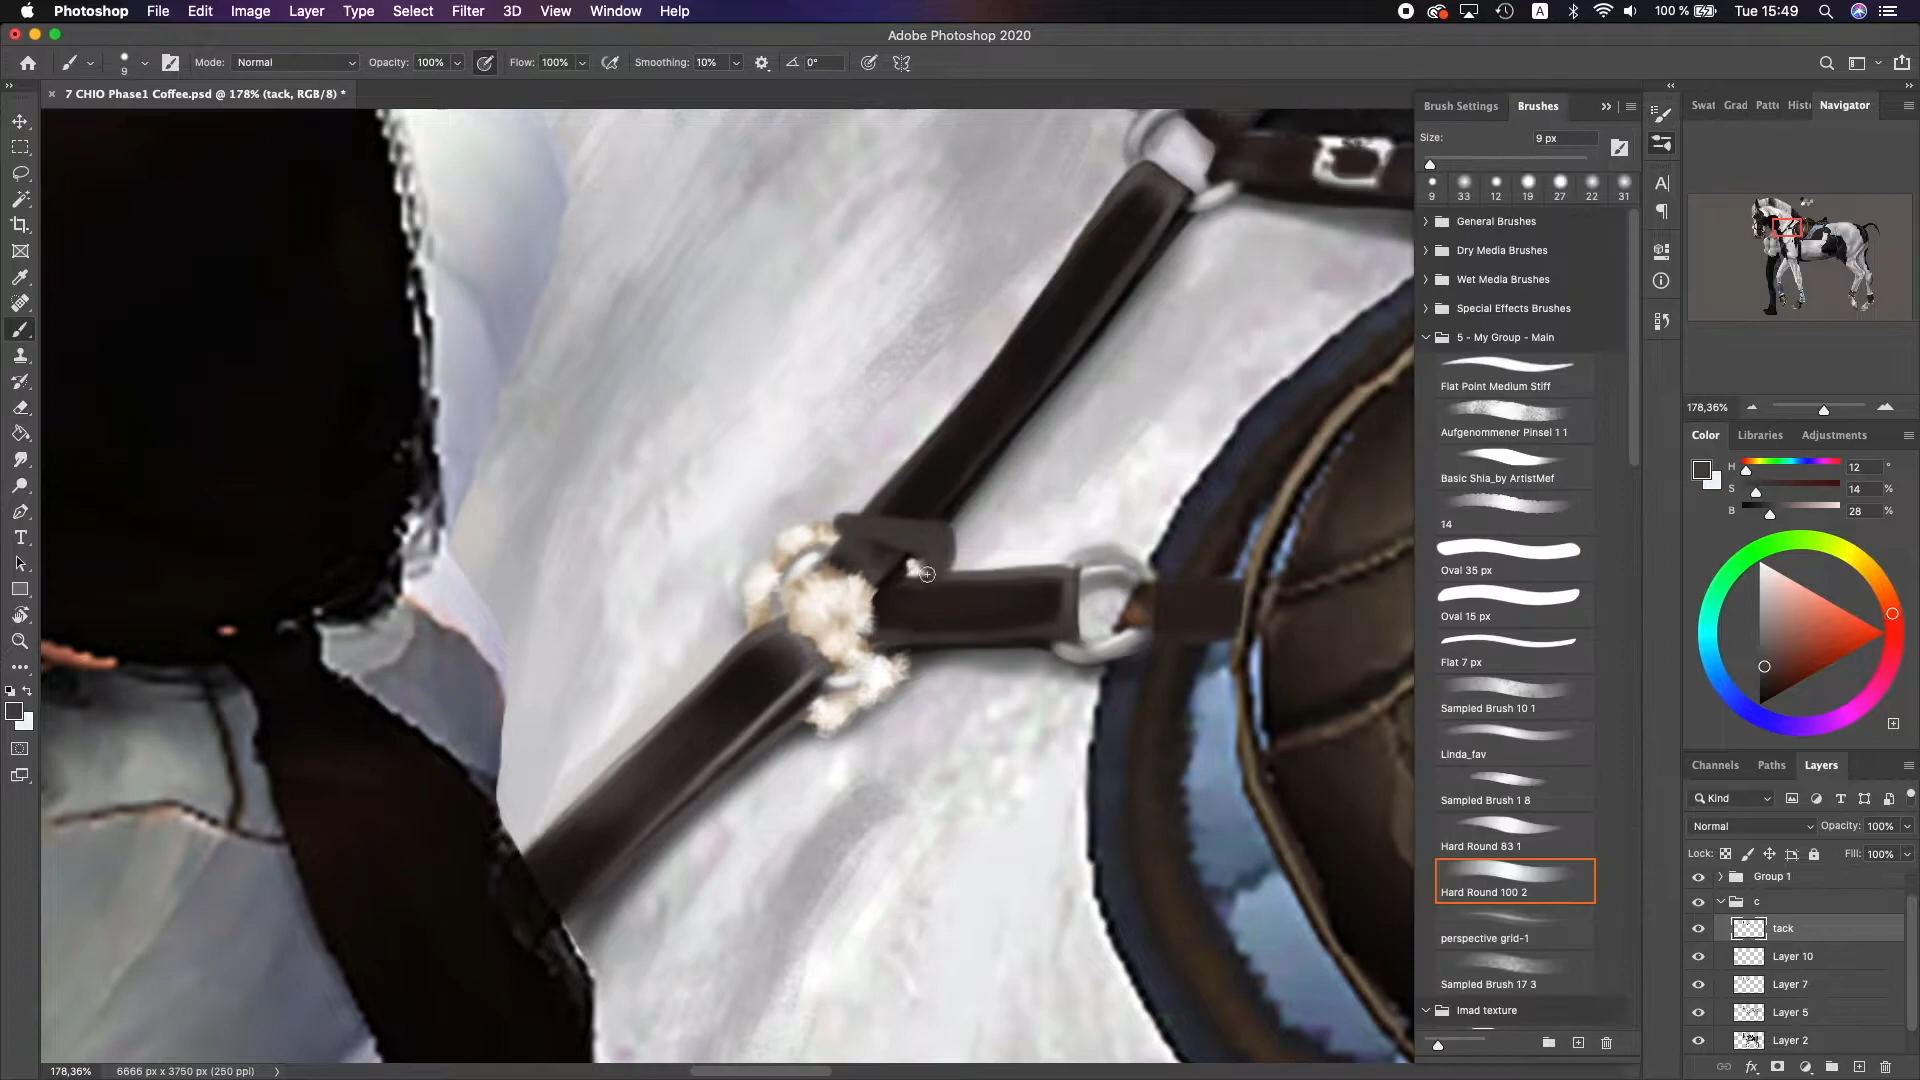 Photoshop File Edit Image Layer Type Select Filter 3D View Window Help 100 % Tue 15:49
Adobe Photoshop 2020
9 Mode: Normal Opacity: 100% Flow: 100% Smoothing: 10% 0°
7 CHIO Phase1 Coffee.psd @ 178% (tack, RGB/8) *
Brush Settings Brushes
Size: 9 px
9 33 12 19 27 22 31
General Brushes
Dry Media Brushes
Wet Media Brushes
Special Effects Brushes
5 - My Group - Main
Flat Point Medium Stiff
Aufgenommener Pinsel 1 1
Basic Shia_by ArtistMef
14
Oval 35 px
Oval 15 px
Flat 7 px
Sampled Brush 10 1
Linda_fav
Sampled Brush 1 8
Hard Round 83 1
Hard Round 100 2
perspective grid-1
Sampled Brush 17 3
Imad texture
Swat Grad Patte Histo Navigator
178,36%
Color Libraries Adjustments
H 12 °
S 14 %
B 28 %
Channels Paths Layers
Kind
Normal Opacity: 100%
Lock: Fill: 100%
Group 1
c
tack
Layer 10
Layer 7
Layer 5
Layer 2
178,36% 6666 px x 3750 px (250 ppi)